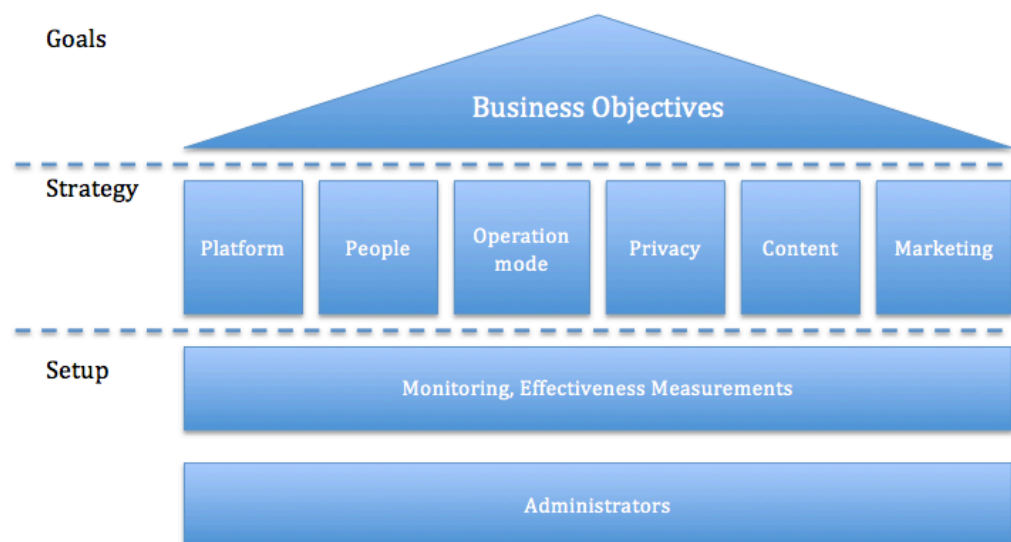 Goals
Business Objectives
Strategy
Platform
People
Operation
mode
Privacy
Content
Marketing
Setup
Monitoring, Effectiveness Measurements
Administrators